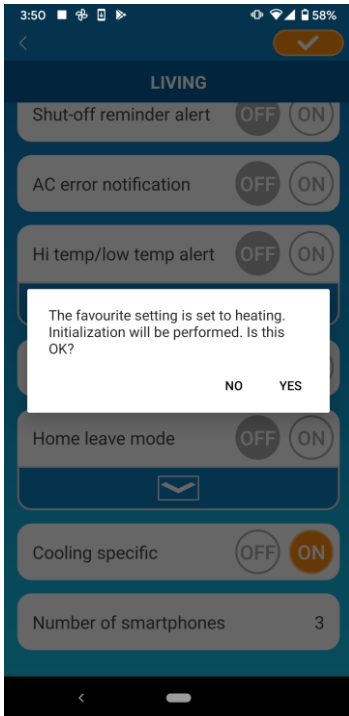 3:50
58%
LIVING
Shut-off reminder alert OFF ON
AC error notification OFF ON
Hi temp/low temp alert OFF ON
The favourite setting is set to heating.
Initialization will be performed. Is this
OK?
NO YES
Home leave mode OFF ON
Cooling specific OFF ON
Number of smartphones 3